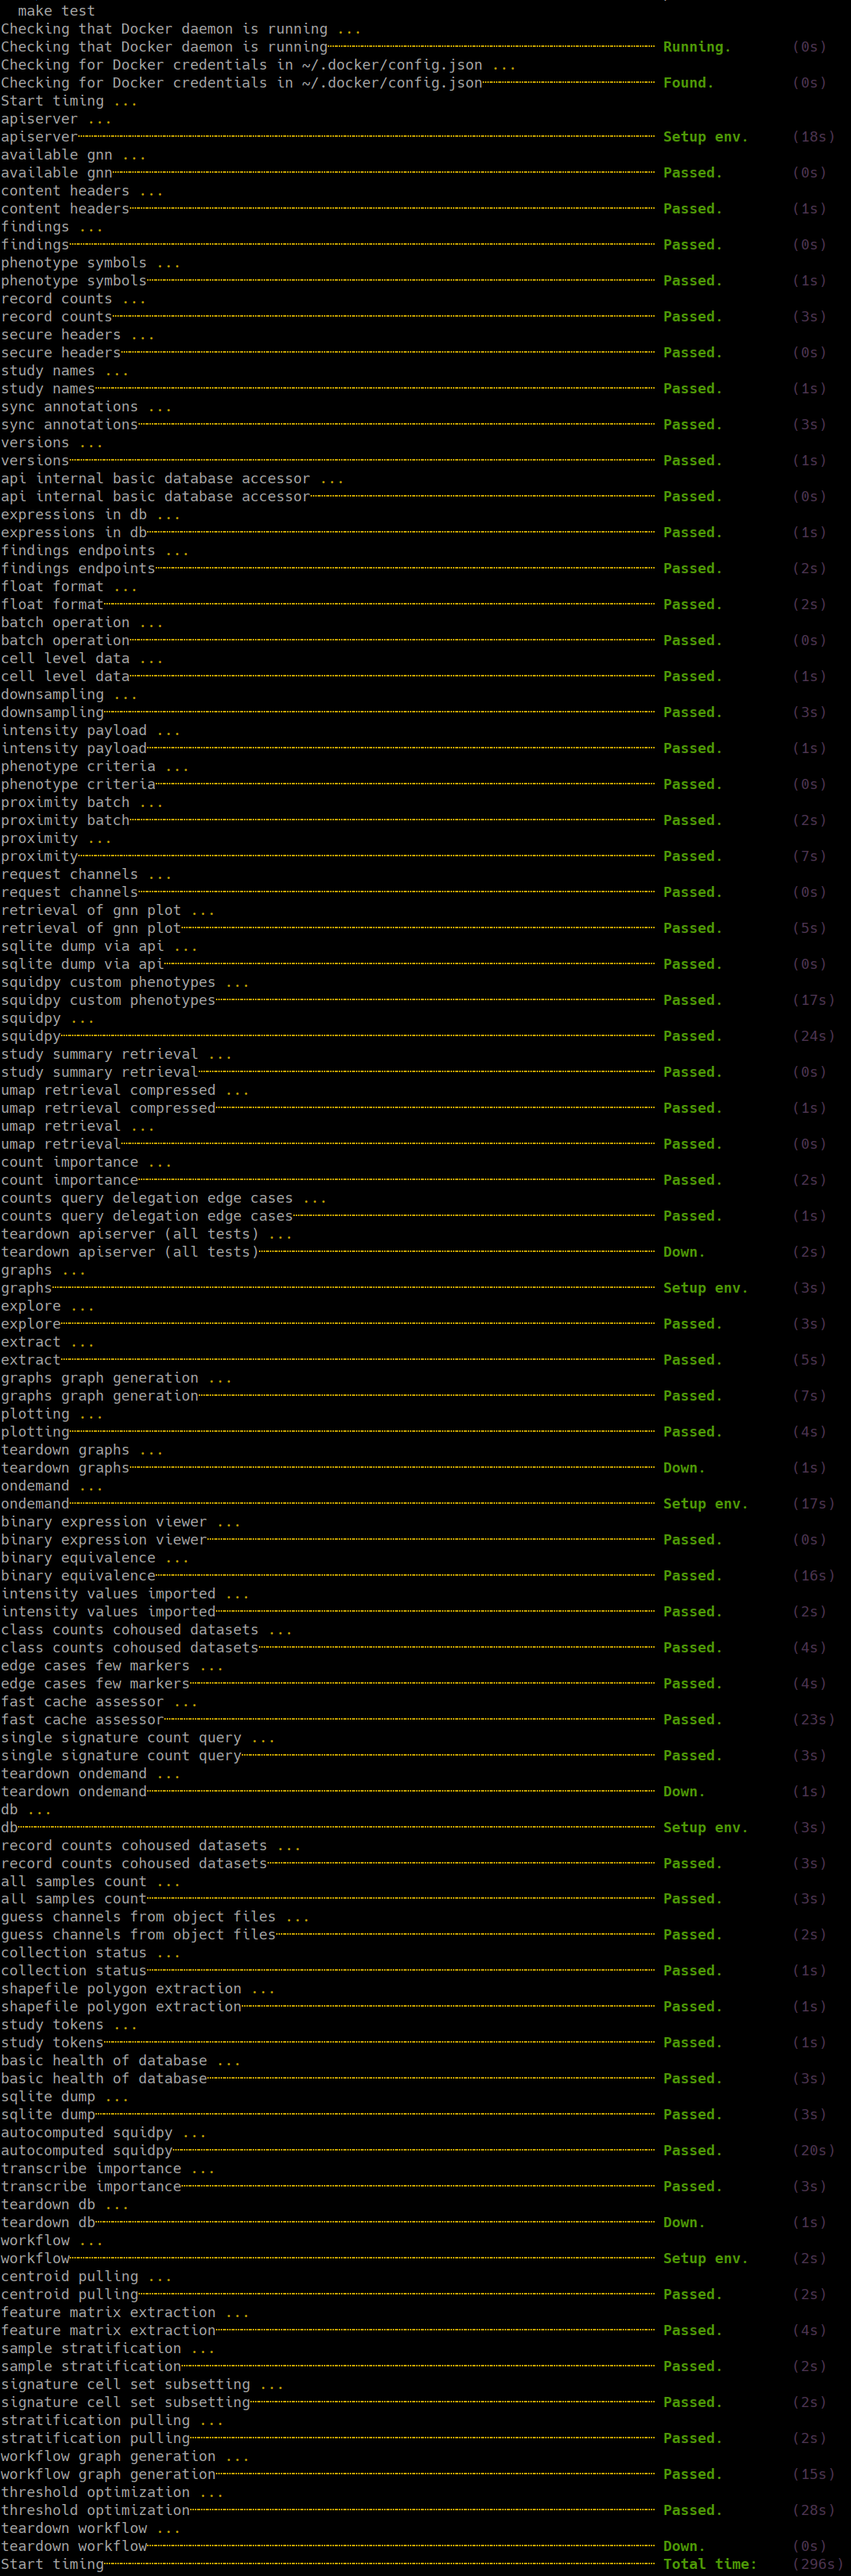 make test
Checking that Docker daemon is running ...
Checking that Docker daemon is running Running. (0s)
Checking for Docker credentials in ~/.docker/config.json ...
Checking for Docker credentials in ~/.docker/config.json Found. (0s)
Start timing ...
apiserver ...
apiserver Setup env. (18s)
available gnn ...
available gnn Passed. (0s)
content headers ...
content headers Passed. (1s)
findings ...
findings Passed. (0s)
phenotype symbols ...
phenotype symbols Passed. (1s)
record counts ...
record counts Passed. (3s)
secure headers ...
secure headers Passed. (0s)
study names ...
study names Passed. (1s)
sync annotations ...
sync annotations Passed. (3s)
versions ...
versions Passed. (1s)
api internal basic database accessor ...
api internal basic database accessor Passed. (0s)
expressions in db ...
expressions in db Passed. (1s)
findings endpoints ...
findings endpoints Passed. (2s)
float format ...
float format Passed. (2s)
batch operation ...
batch operation Passed. (0s)
cell level data ...
cell level data Passed. (1s)
downsampling ...
downsampling Passed. (3s)
intensity payload ...
intensity payload Passed. (1s)
phenotype criteria ...
phenotype criteria Passed. (0s)
proximity batch ...
proximity batch Passed. (2s)
proximity ...
proximity Passed. (7s)
request channels ...
request channels Passed. (0s)
retrieval of gnn plot ...
retrieval of gnn plot Passed. (5s)
sqlite dump via api ...
sqlite dump via api Passed. (0s)
squidpy custom phenotypes ...
squidpy custom phenotypes Passed. (17s)
squidpy ...
squidpy Passed. (24s)
study summary retrieval ...
study summary retrieval Passed. (0s)
umap retrieval compressed ...
umap retrieval compressed Passed. (1s)
umap retrieval ...
umap retrieval Passed. (0s)
count importance ...
count importance Passed. (2s)
counts query delegation edge cases ...
counts query delegation edge cases Passed. (1s)
teardown apiserver (all tests) ...
teardown apiserver (all tests) Down. (2s)
graphs ...
graphs Setup env. (3s)
explore ...
explore Passed. (3s)
extract ...
extract Passed. (5s)
graphs graph generation ...
graphs graph generation Passed. (7s)
plotting ...
plotting Passed. (4s)
teardown graphs ...
teardown graphs Down. (1s)
ondemand ...
ondemand Setup env. (17s)
binary expression viewer ...
binary expression viewer Passed. (0s)
binary equivalence ...
binary equivalence Passed. (16s)
intensity values imported ...
intensity values imported Passed. (2s)
class counts cohoused datasets ...
class counts cohoused datasets Passed. (4s)
edge cases few markers ...
edge cases few markers Passed. (4s)
fast cache assessor ...
fast cache assessor Passed. (23s)
single signature count query ...
single signature count query Passed. (3s)
teardown ondemand ...
teardown ondemand Down. (1s)
db ...
db Setup env. (3s)
record counts cohoused datasets ...
record counts cohoused datasets Passed. (3s)
all samples count ...
all samples count Passed. (3s)
guess channels from object files ...
guess channels from object files Passed. (2s)
collection status ...
collection status Passed. (1s)
shapefile polygon extraction ...
shapefile polygon extraction Passed. (1s)
study tokens ...
study tokens Passed. (1s)
basic health of database ...
basic health of database Passed. (3s)
sqlite dump ...
sqlite dump Passed. (3s)
autocomputed squidpy ...
autocomputed squidpy Passed. (20s)
transcribe importance ...
transcribe importance Passed. (3s)
teardown db ...
teardown db Down. (1s)
workflow ...
workflow Setup env. (2s)
centroid pulling ...
centroid pulling Passed. (2s)
feature matrix extraction ...
feature matrix extraction Passed. (4s)
sample stratification ...
sample stratification Passed. (2s)
signature cell set subsetting ...
signature cell set subsetting Passed. (2s)
stratification pulling ...
stratification pulling Passed. (2s)
workflow graph generation ...
workflow graph generation Passed. (15s)
threshold optimization ...
threshold optimization Passed. (28s)
teardown workflow ...
teardown workflow Down. (0s)
Start timing Total time: (296s)